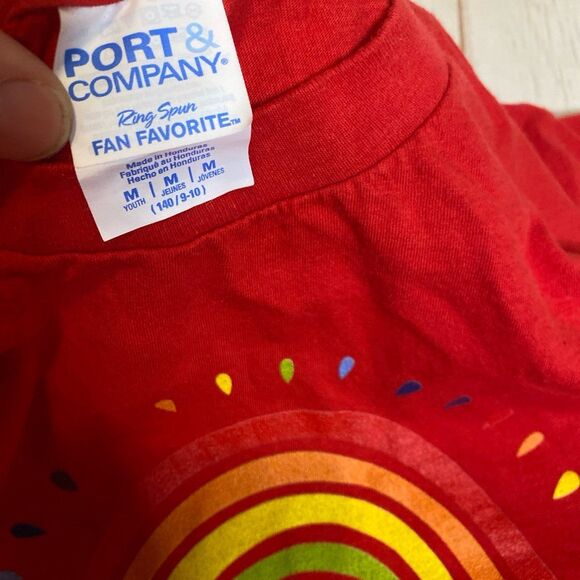 PORT &
COMPANY®
Ring Spun
FAN FAVORITE™
Made in Honduras
Fabriqué au Honduras
Hecho en Honduras
M | M | M
YOUTH JEUNES JÓVENES
(140/9-10)